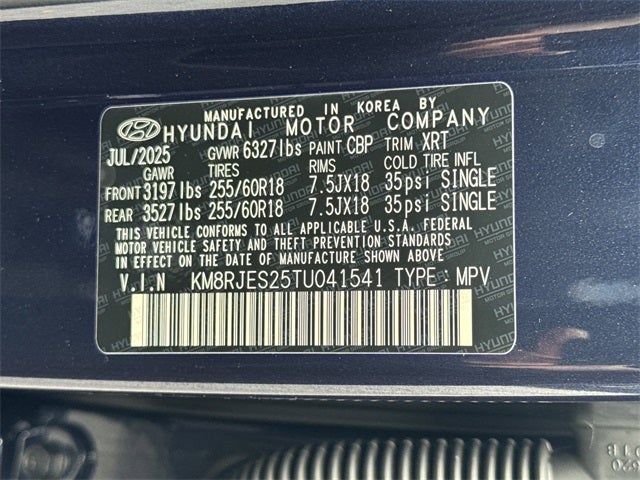 MANUFACTURED IN KOREA BY
HYUNDAI MOTOR COMPANY
JUL/2025 GVWR 6327lbs PAINT CBP TRIM XRT
GAWR TIRES RIMS COLD TIRE INFL
FRONT 3197lbs 255/60R18 7.5JX18 35psi SINGLE
REAR 3527lbs 255/60R18 7.5JX18 35psi SINGLE
THIS VEHICLE CONFORMS TO ALL APPLICABLE U.S.A. FEDERAL
MOTOR VEHICLE SAFETY, BUMPER, AND THEFT PREVENTION STANDARDS
IN EFFECT ON THE DATE OF MANUFACTURE SHOWN ABOVE.
V.I.N KM8RJES25TU041541 TYPE : MPV